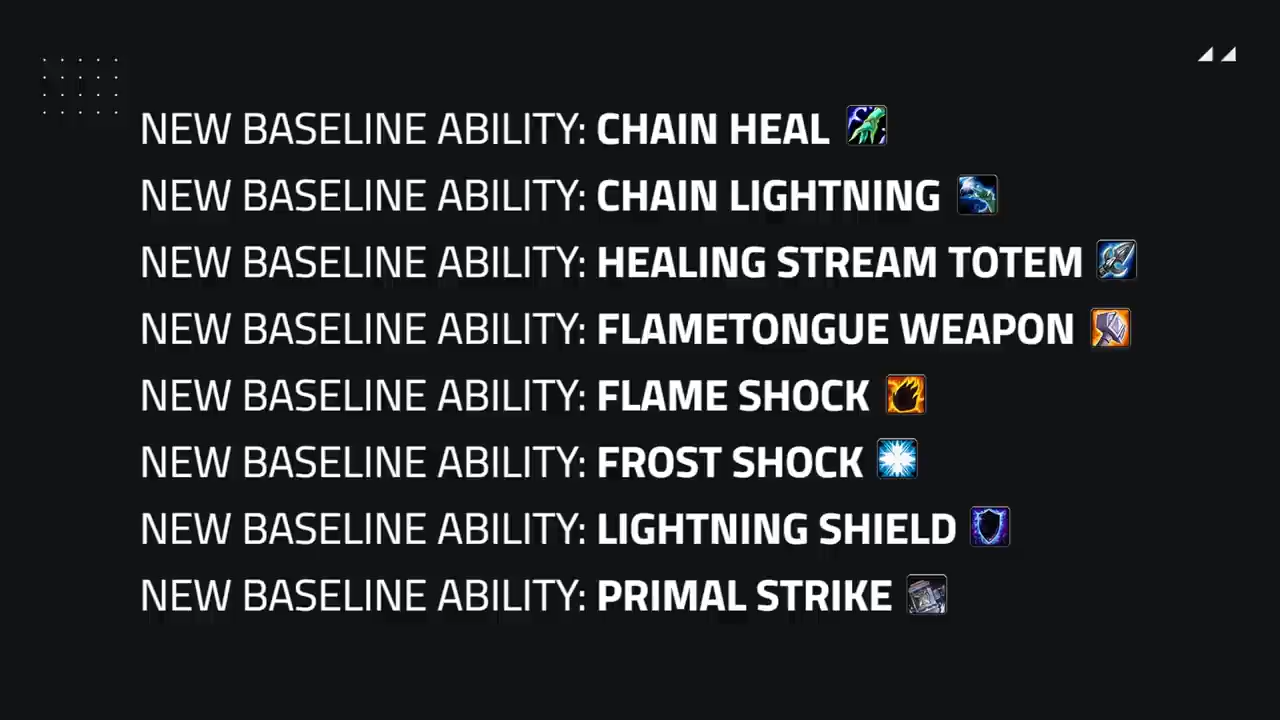 NEW BASELINE ABILITY: CHAIN HEAL
NEW BASELINE ABILITY: CHAIN LIGHTNING
NEW BASELINE ABILITY: HEALING STREAM TOTEM
NEW BASELINE ABILITY: FLAMETONGUE WEAPON
NEW BASELINE ABILITY: FLAME SHOCK
NEW BASELINE ABILITY: FROST SHOCK
NEW BASELINE ABILITY: LIGHTNING SHIELD
NEW BASELINE ABILITY: PRIMAL STRIKE